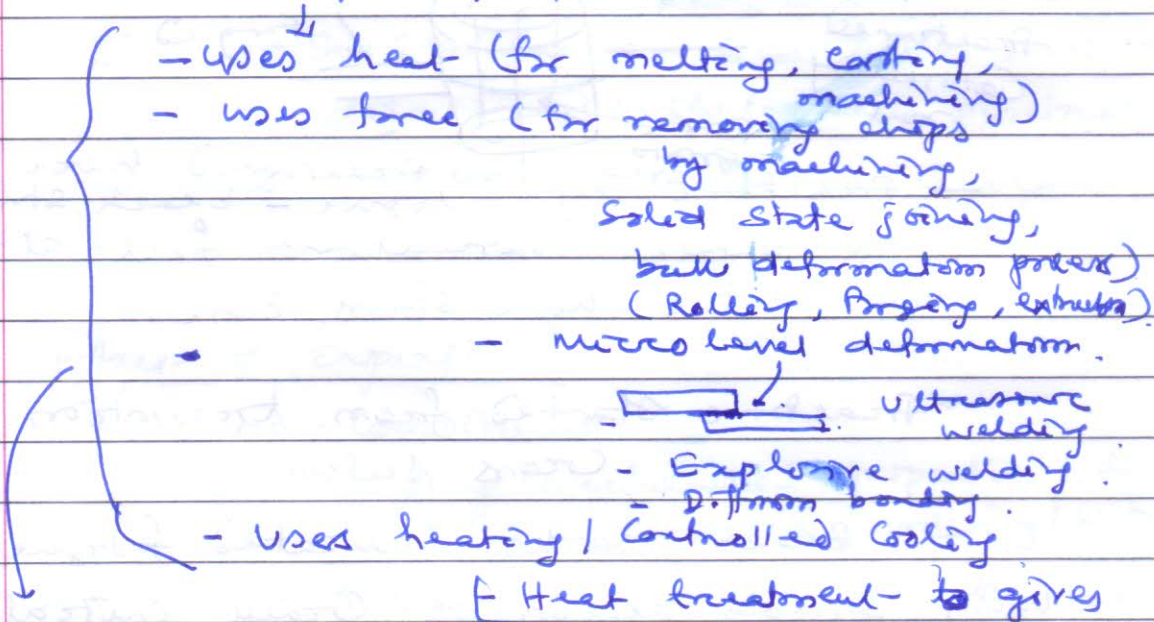 - uses heat (for melting, casting,
machining)
- uses force (for removing chips
by machining,
Solid State joining,
bulk deformation process)
(Rolling, Forging, extrusion)
- Micro level deformation.
- Ultrasonic
welding.
- Explosive welding.
- Diffusion bonding.
- Uses heating / Controlled Cooling
[- Heat treatment - to gives